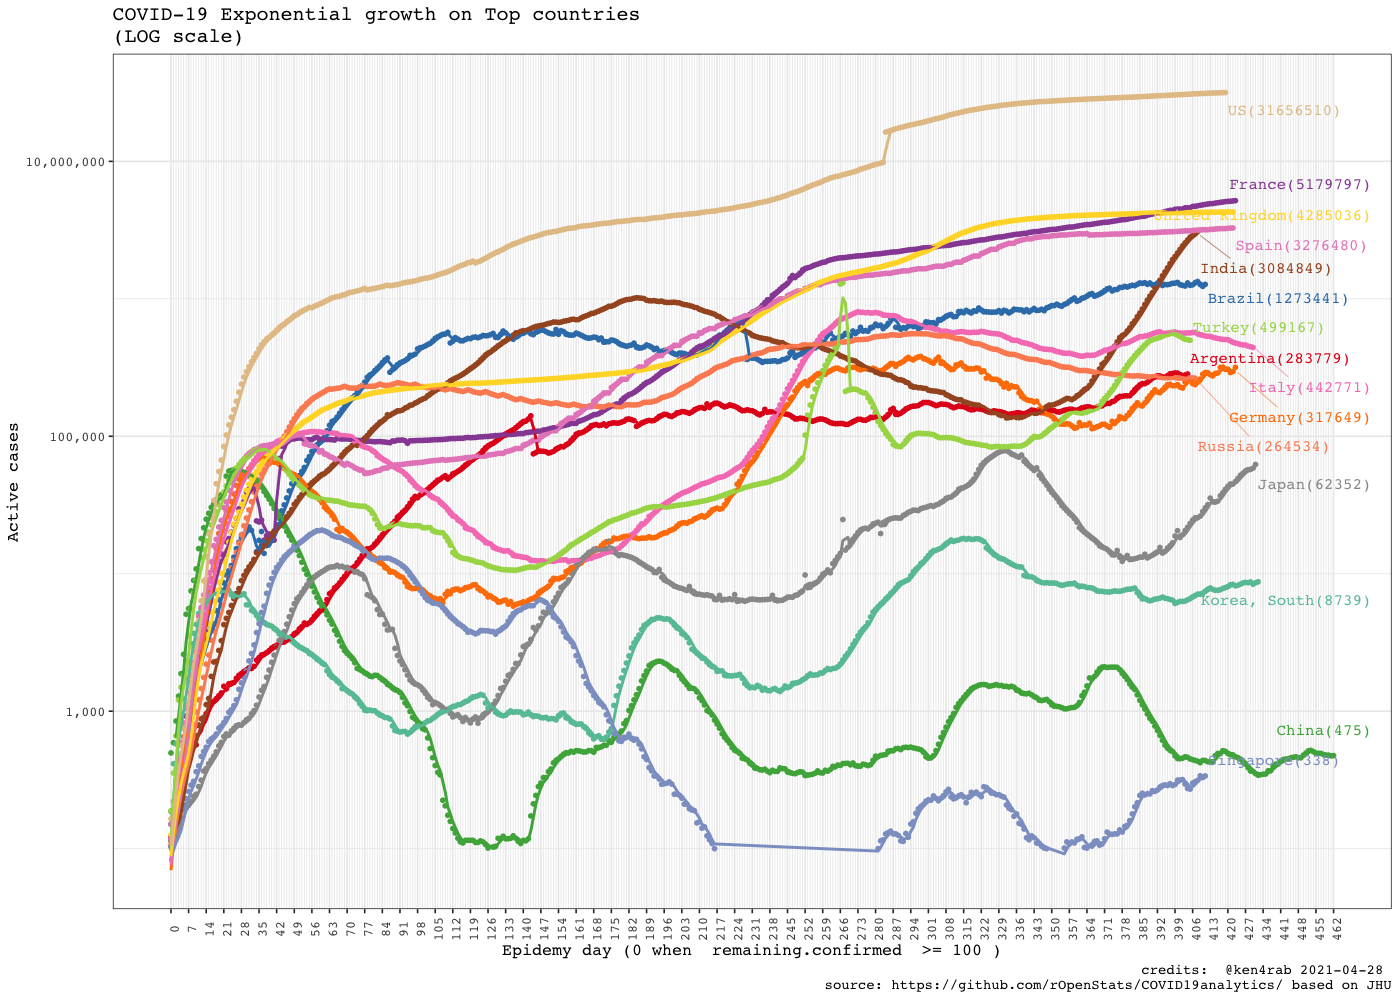 COVID-19 Exponential growth on Top countries
(LOG scale)
US(31656510)
10,000,000
France(5179797)
United Kingdom(4285036)
Spain(3276480)
India(3084849)
Brazil(1273441)
Turkey(499167)
Argentina(283779)
Italy(442771)
Germany(317649)
100,000
Russia(264534)
Japan(62352)
Active cases
Korea, South(8739)
1,000
China(475)
Singapore(338)
0 7 14 21 28 35 42 49 56 63 70 77 84 91 98 105 112 119 126 133 140 147 154 161 168 175 182 189 196 203 210 217 224 231 238 245 252 259 266 273 280 287 294 301 308 315 322 329 336 343 350 357 364 371 378 385 392 399 406 413 420 427 434 441 448 455 462
Epidemy day (0 when  remaining.confirmed  >= 100 )
credits:  @ken4rab 2021-04-28
source: https://github.com/rOpenStats/COVID19analytics/ based on JHU